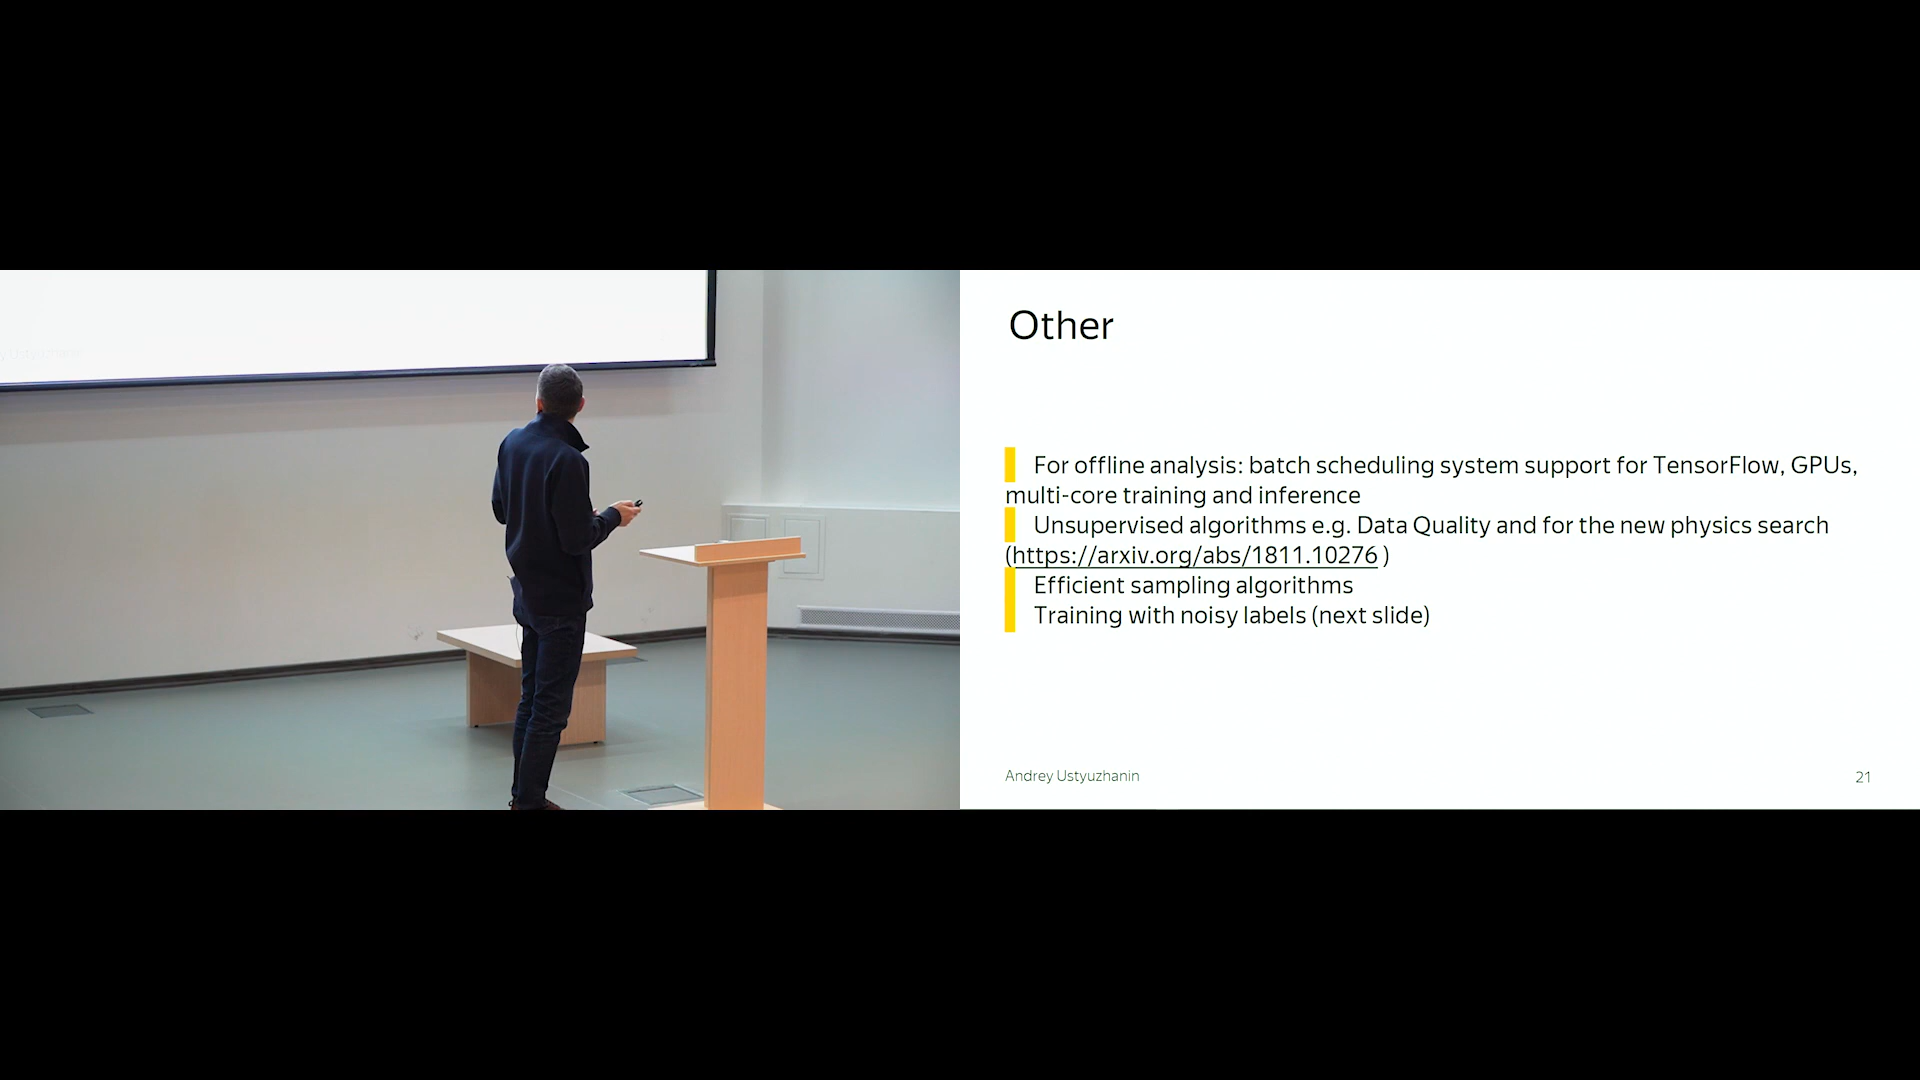 Other
For offline analysis: batch scheduling system support for TensorFlow, GPUs,
multi-core training and inference
Unsupervised algorithms e.g. Data Quality and for the new physics search
(https://arxiv.org/abs/1811.10276 )
Efficient sampling algorithms
Training with noisy labels (next slide)
Andrey Ustyuzhanin
21